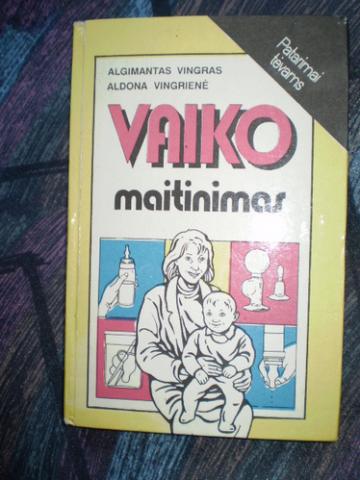 ALGIMANTAS VINGRAS
ALDONA VINGRIENĖ
Patarimai
tėvams
VAIKO
maitinimas